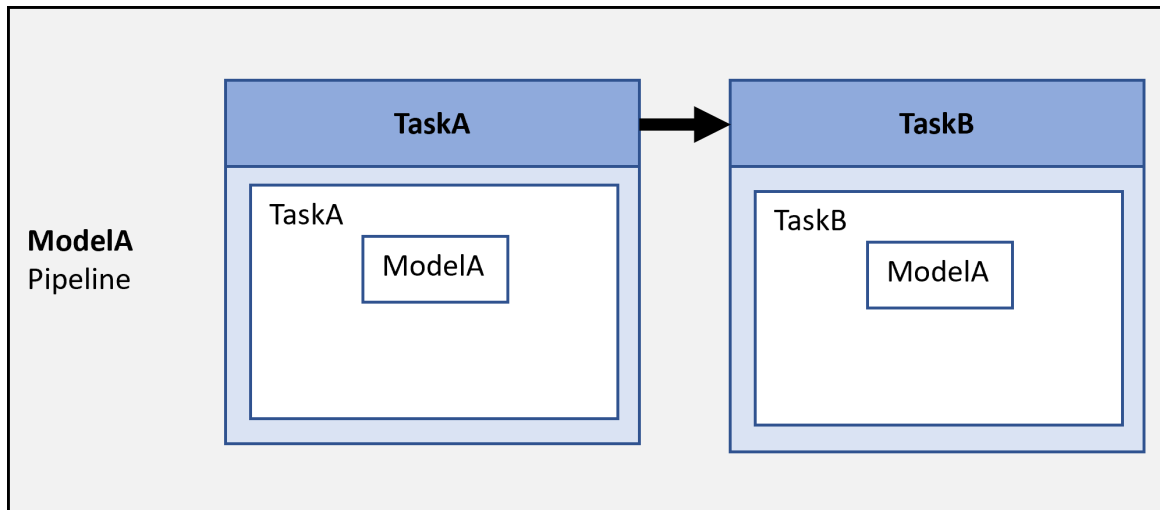 TaskA
TaskB
TaskA
ModelA
TaskB
ModelA
ModelA
Pipeline